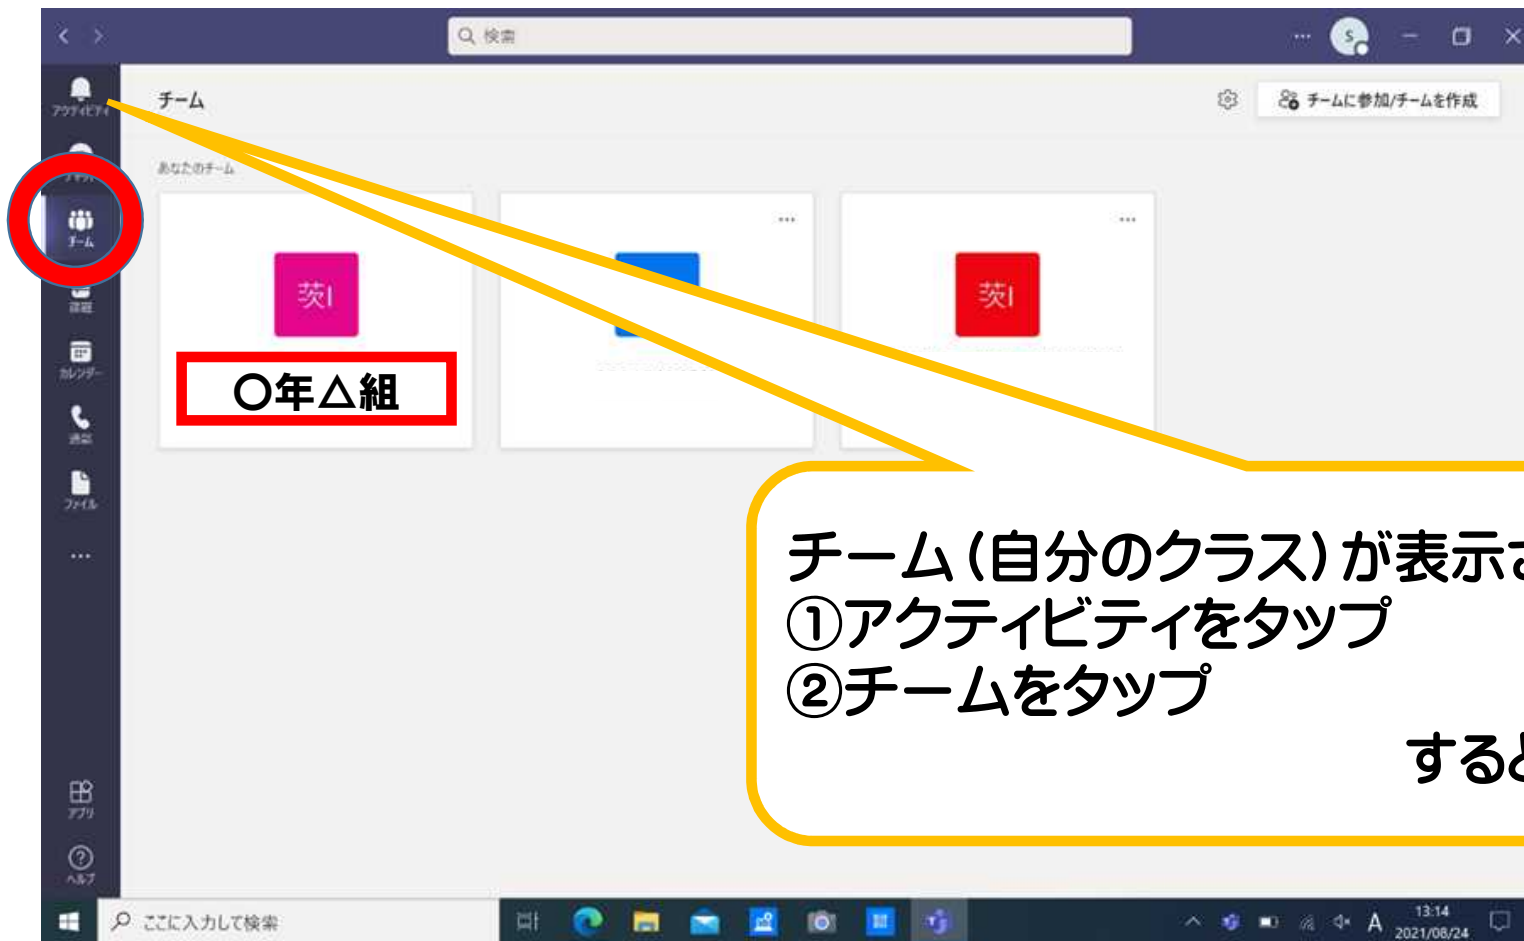 検索
S
アクティビティ
チーム
チームに参加/チームを作成
あなたのチーム
チーム
茨I
茨I
課題
カレンダー
〇年△組
通話
ファイル
チーム(自分のクラス)が表示
①アクティビティをタップ
②チームをタップ
する
アプリ
ヘルプ
ここに入力して検索
A
13:14
2021/08/24